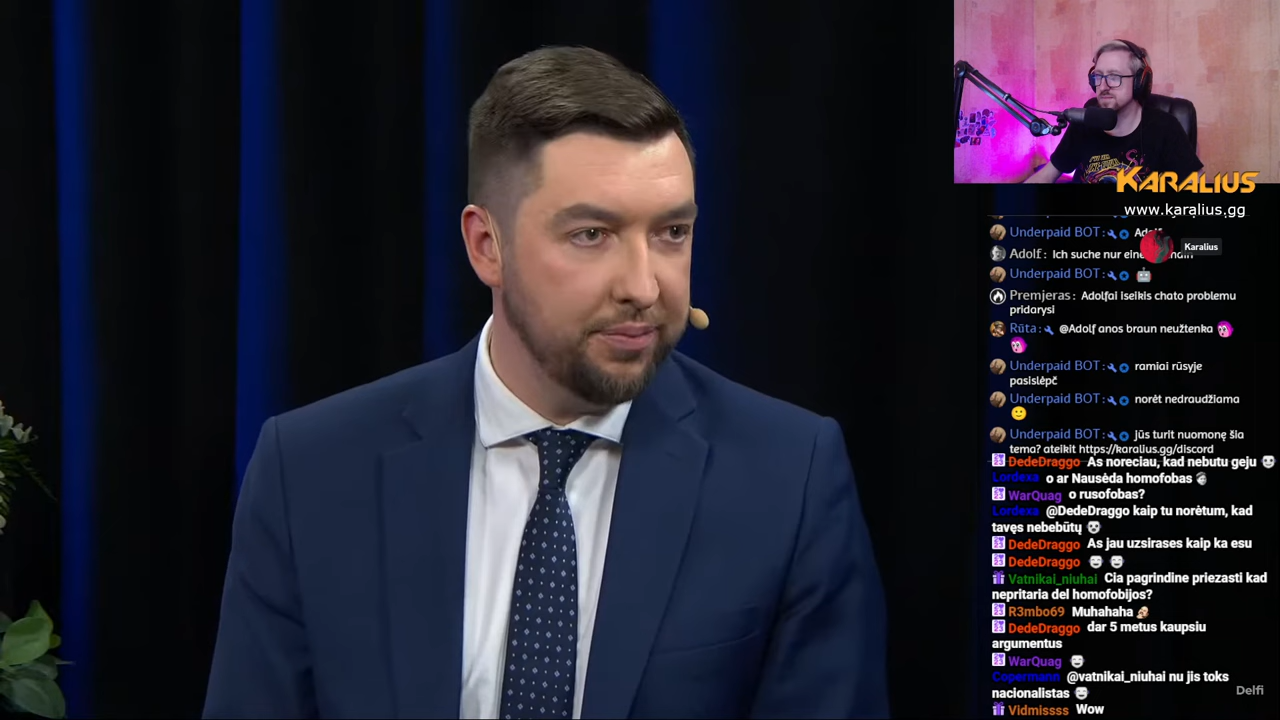 KARALIUS
www.karalius.gg
Underpaid BOT:
Karalius
Adolf: Ich suche nur eine
Underpaid BOT:
Premjeras: Adolfai iseikis chato problemu
pridarysi
Rūta: @Adolf anos braun neužtenka
Underpaid BOT: ramiai rūsyje
pasislėpč
Underpaid BOT: norėt nedraudžiama
Underpaid BOT: jūs turit nuomonę šia
tema? ateikit https://karalius.gg/discord
DedeDraggo As noreciau, kad nebutu geju
Lordexa o ar Nausėda homofobas
WarQuag o rusofobas?
Lordexa @DedeDraggo kaip tu norėtum, kad
tavęs nebebūtų
DedeDraggo As jau uzsirases kaip ka esu
DedeDraggo
Vatnikai_niuhai Cia pagrindine priezasti kad
nepritaria del homofobijos?
R3mbo69 Muhahaha
DedeDraggo dar 5 metus kaupsiu
argumentus
WarQuag
Copermann @vatnikai_niuhai nu jis toks
nacionalistas
Delfi
Vidmissss Wow